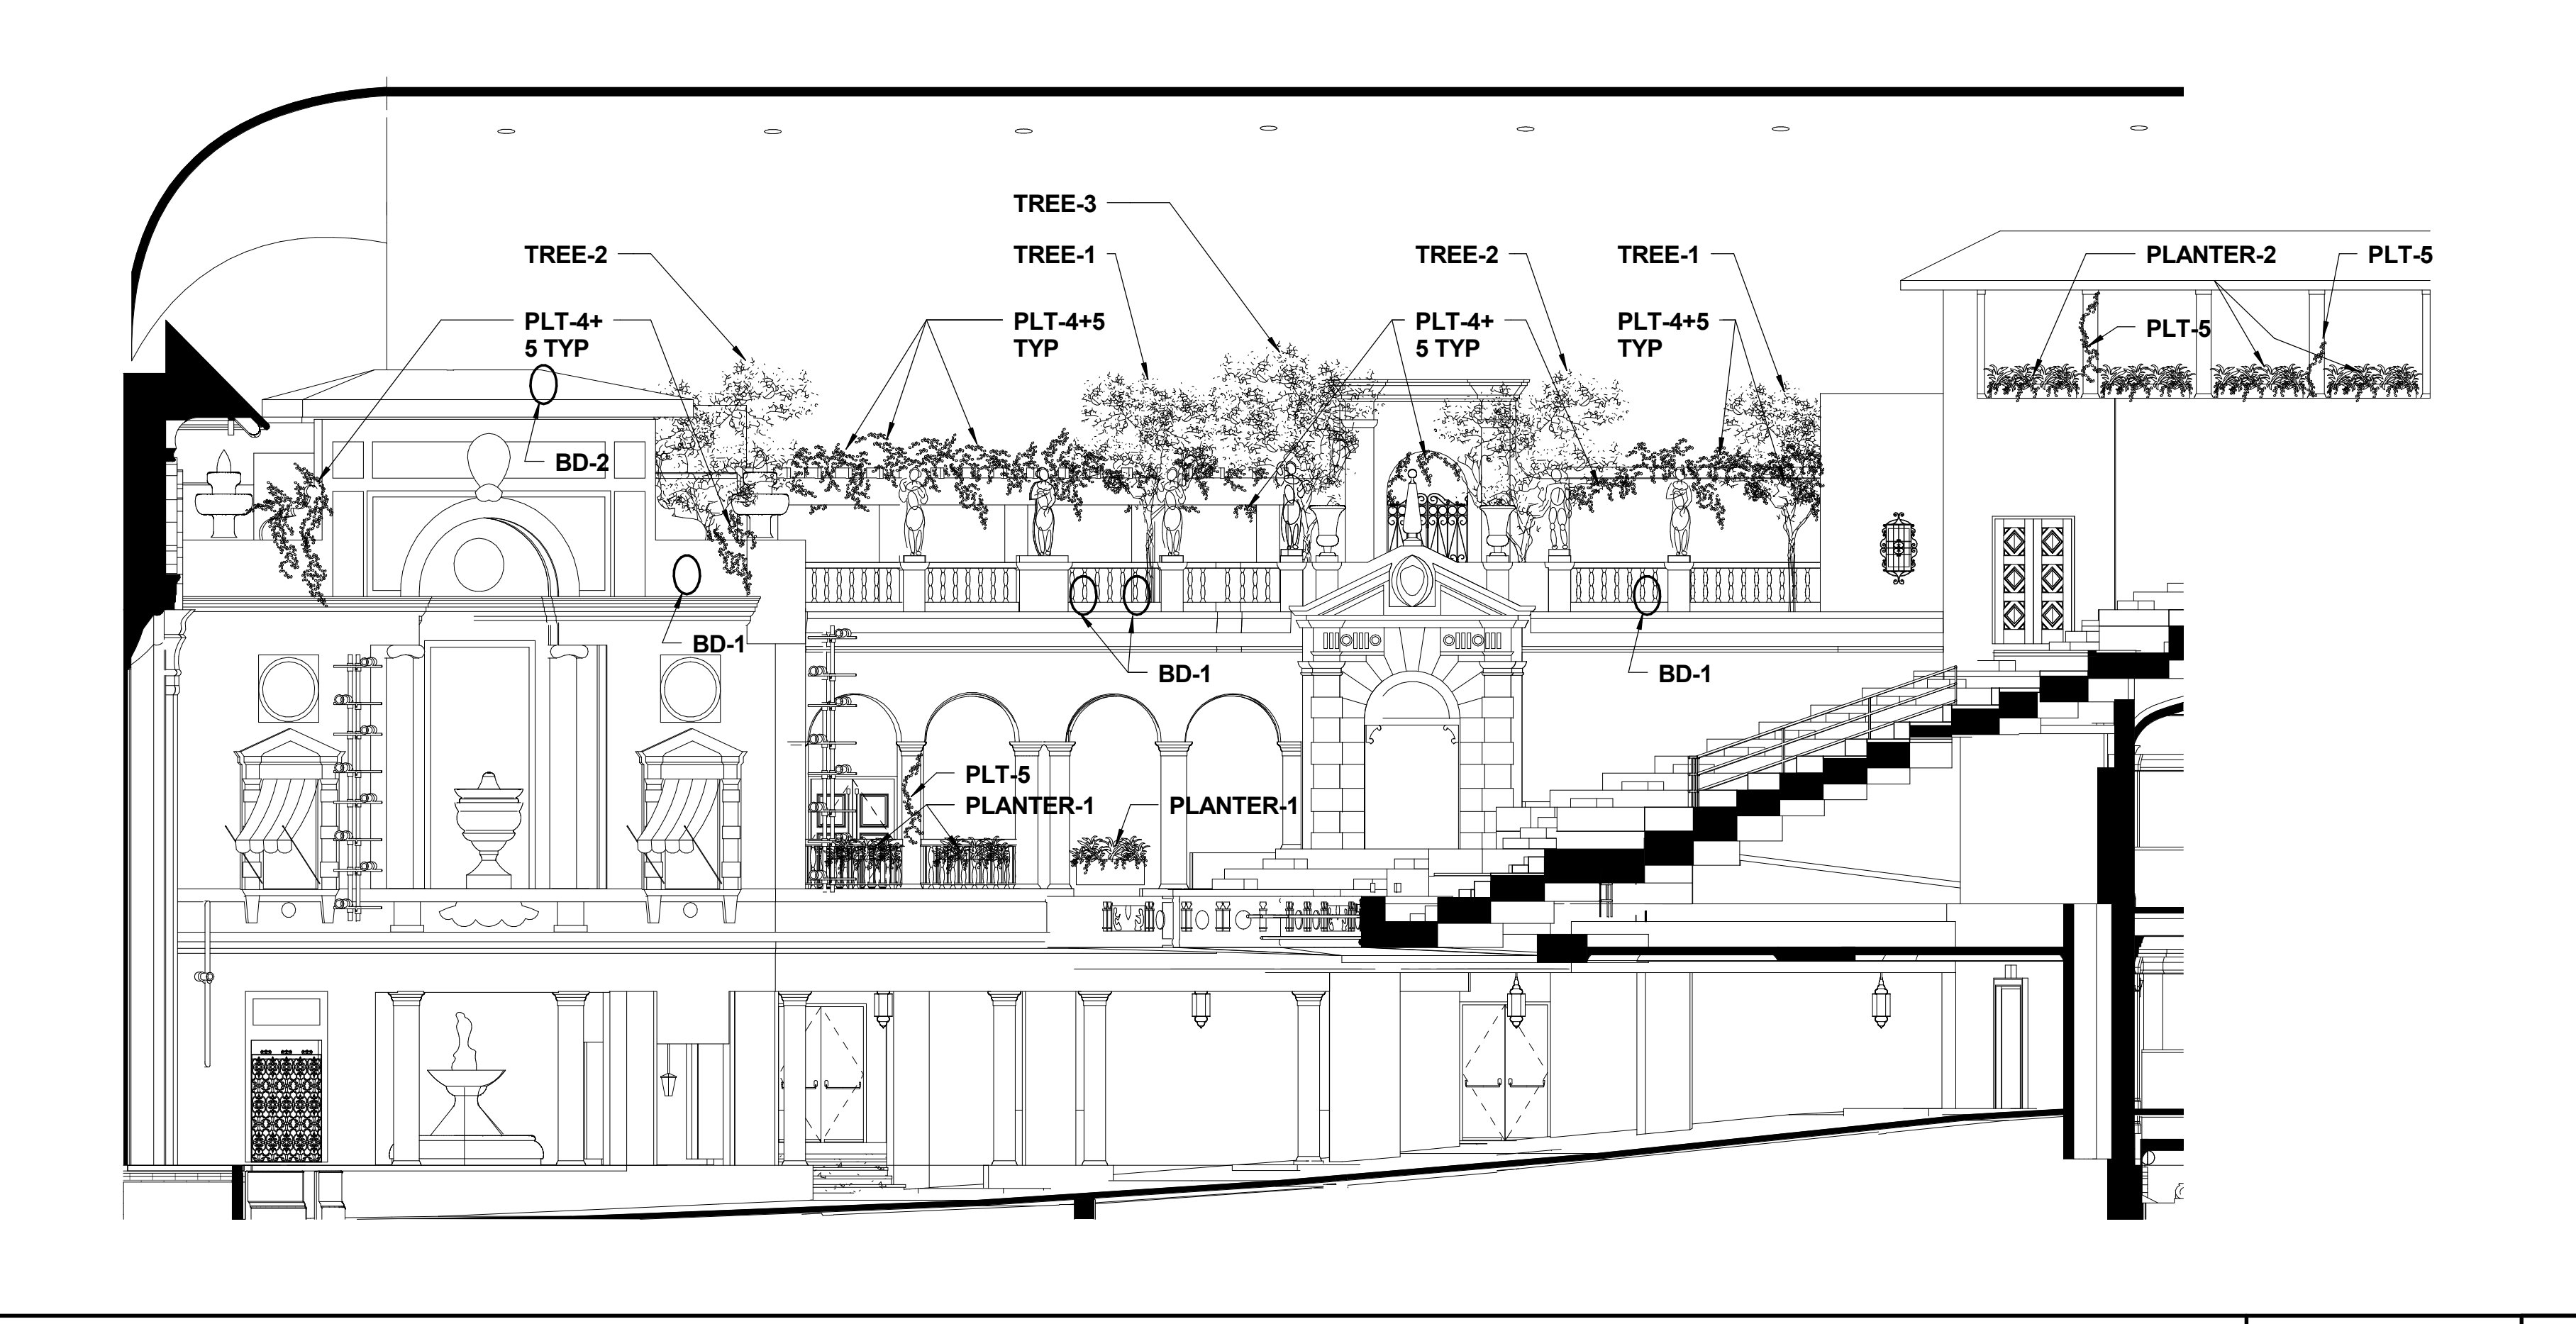 TREE-3
TREE-2
TREE-1
TREE-2
TREE-1
PLANTER-2
PLT-5
PLT-4+
5 TYP
PLT-4+5
TYP
PLT-4+
5 TYP
PLT-4+5
TYP
PLT-5
BD-2
BD-1
BD-1
BD-1
PLT-5
PLANTER-1
PLANTER-1